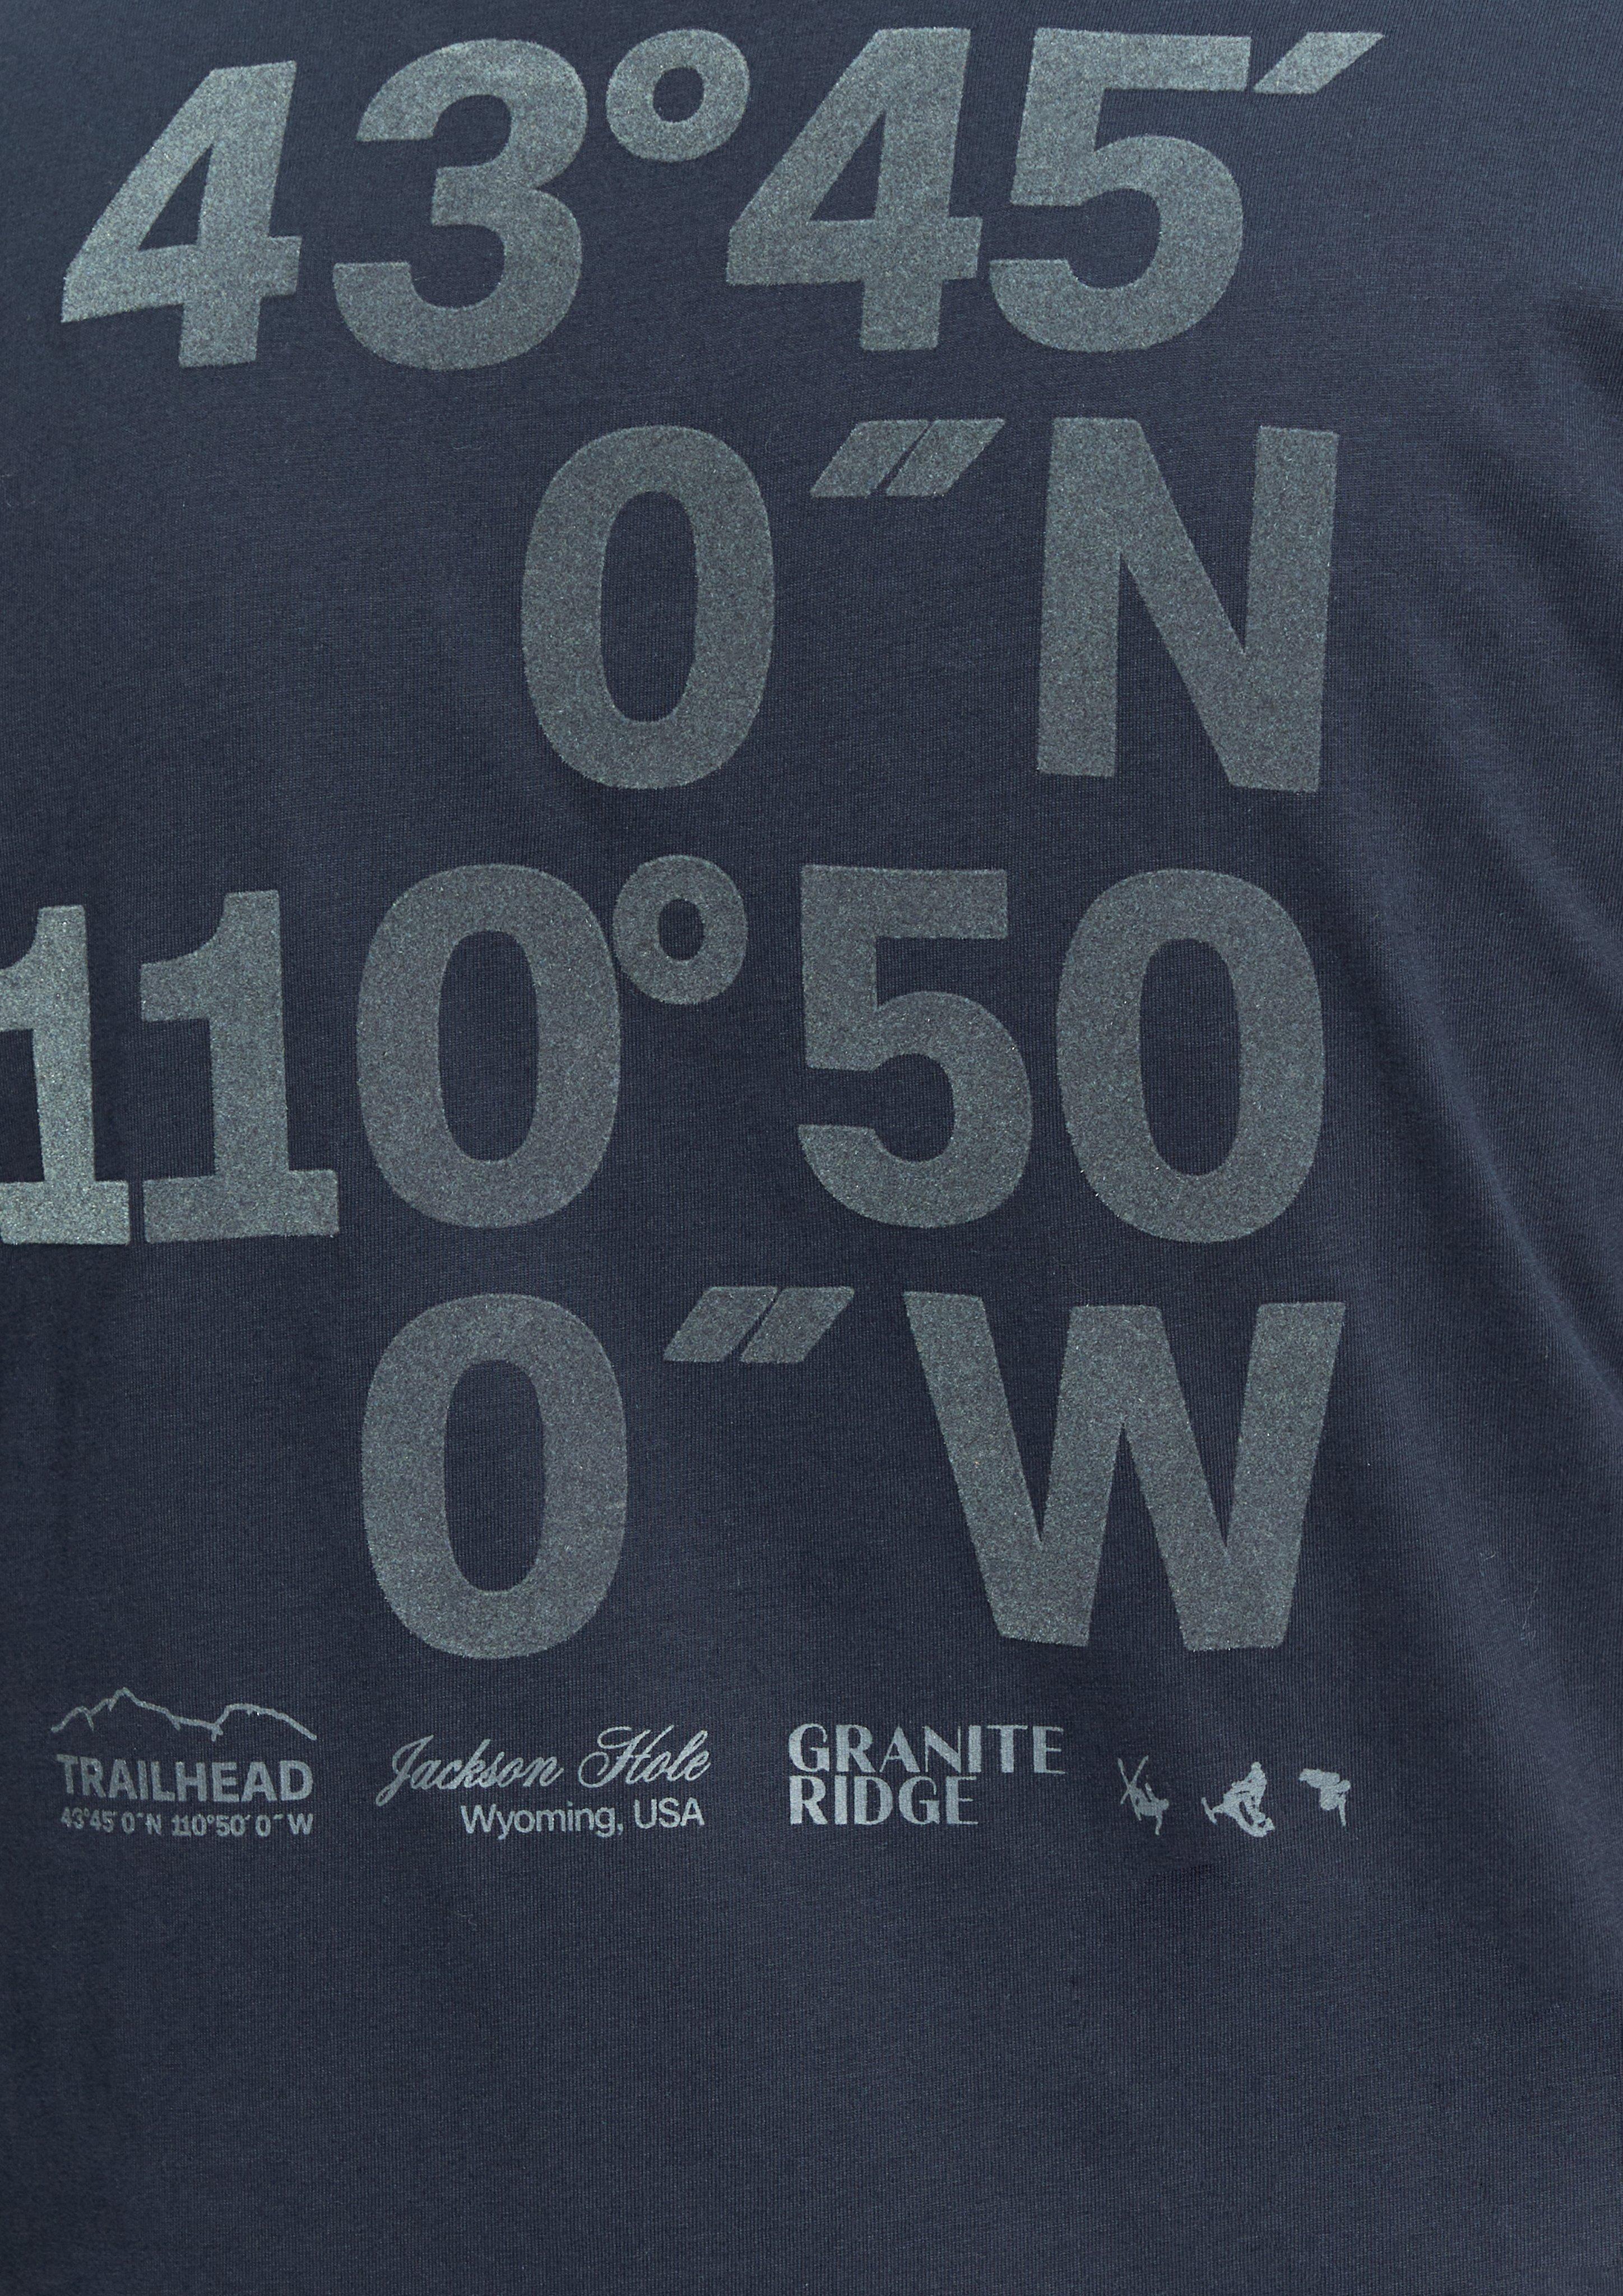 43°45′
0″N
110°50
0″W
TRAILHEAD
43°45′0″N 110°50′0″W
Jackson Hole
Wyoming, USA
GRANITE
RIDGE